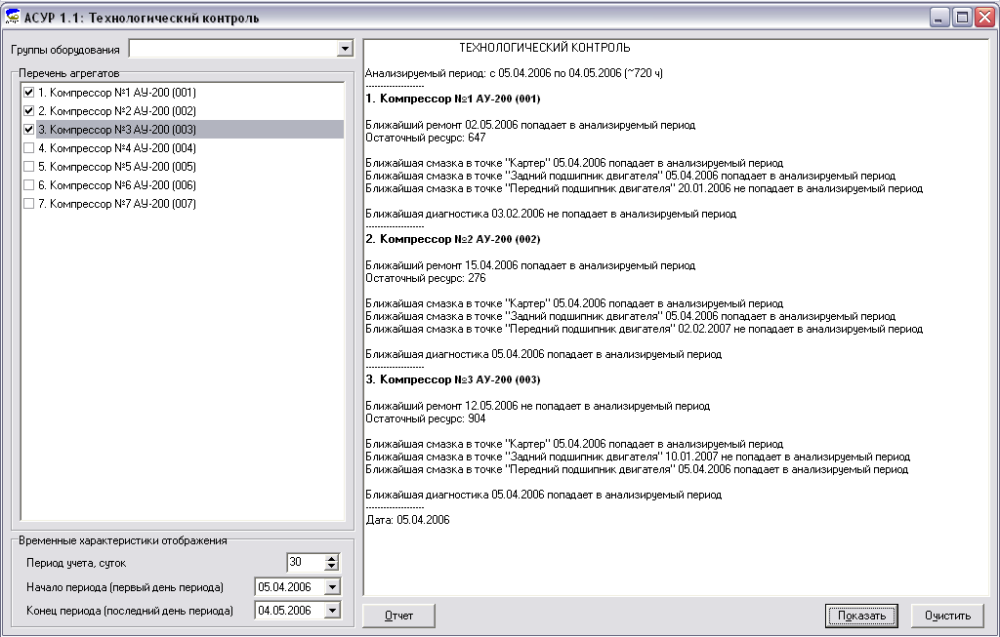 АСУР 1.1: Технологический контроль
Группы оборудования
Перечень агрегатов
1. Компрессор №1 АУ-200 (001)
2. Компрессор №2 АУ-200 (002)
3. Компрессор №3 АУ-200 (003)
4. Компрессор №4 АУ-200 (004)
5. Компрессор №5 АУ-200 (005)
6. Компрессор №6 АУ-200 (006)
7. Компрессор №7 АУ-200 (007)
Временные характеристики отображения
Период учета, суток 30
Начало периода (первый день периода) 05.04.2006
Конец периода (последний день периода) 04.05.2006
ТЕХНОЛОГИЧЕСКИЙ КОНТРОЛЬ
Анализируемый период: с 05.04.2006 по 04.05.2006 (~720 ч)
--------------------
1. Компрессор №1 АУ-200 (001)
Ближайший ремонт 02.05.2006 попадает в анализируемый период
Остаточный ресурс: 647
Ближайшая смазка в точке "Картер" 05.04.2006 попадает в анализируемый период
Ближайшая смазка в точке "Задний подшипник двигателя" 05.04.2006 попадает в анализируемый период
Ближайшая смазка в точке "Передний подшипник двигателя" 20.01.2006 не попадает в анализируемый период
Ближайшая диагностика 03.02.2006 не попадает в анализируемый период
--------------------
2. Компрессор №2 АУ-200 (002)
Ближайший ремонт 15.04.2006 попадает в анализируемый период
Остаточный ресурс: 276
Ближайшая смазка в точке "Картер" 05.04.2006 попадает в анализируемый период
Ближайшая смазка в точке "Задний подшипник двигателя" 05.04.2006 попадает в анализируемый период
Ближайшая смазка в точке "Передний подшипник двигателя" 02.02.2007 не попадает в анализируемый период
Ближайшая диагностика 05.04.2006 попадает в анализируемый период
--------------------
3. Компрессор №3 АУ-200 (003)
Ближайший ремонт 12.05.2006 не попадает в анализируемый период
Остаточный ресурс: 904
Ближайшая смазка в точке "Картер" 05.04.2006 попадает в анализируемый период
Ближайшая смазка в точке "Задний подшипник двигателя" 10.01.2007 не попадает в анализируемый период
Ближайшая смазка в точке "Передний подшипник двигателя" 05.04.2006 попадает в анализируемый период
Ближайшая диагностика 05.04.2006 попадает в анализируемый период
--------------------
Дата: 05.04.2006
Отчет
Показать
Очистить